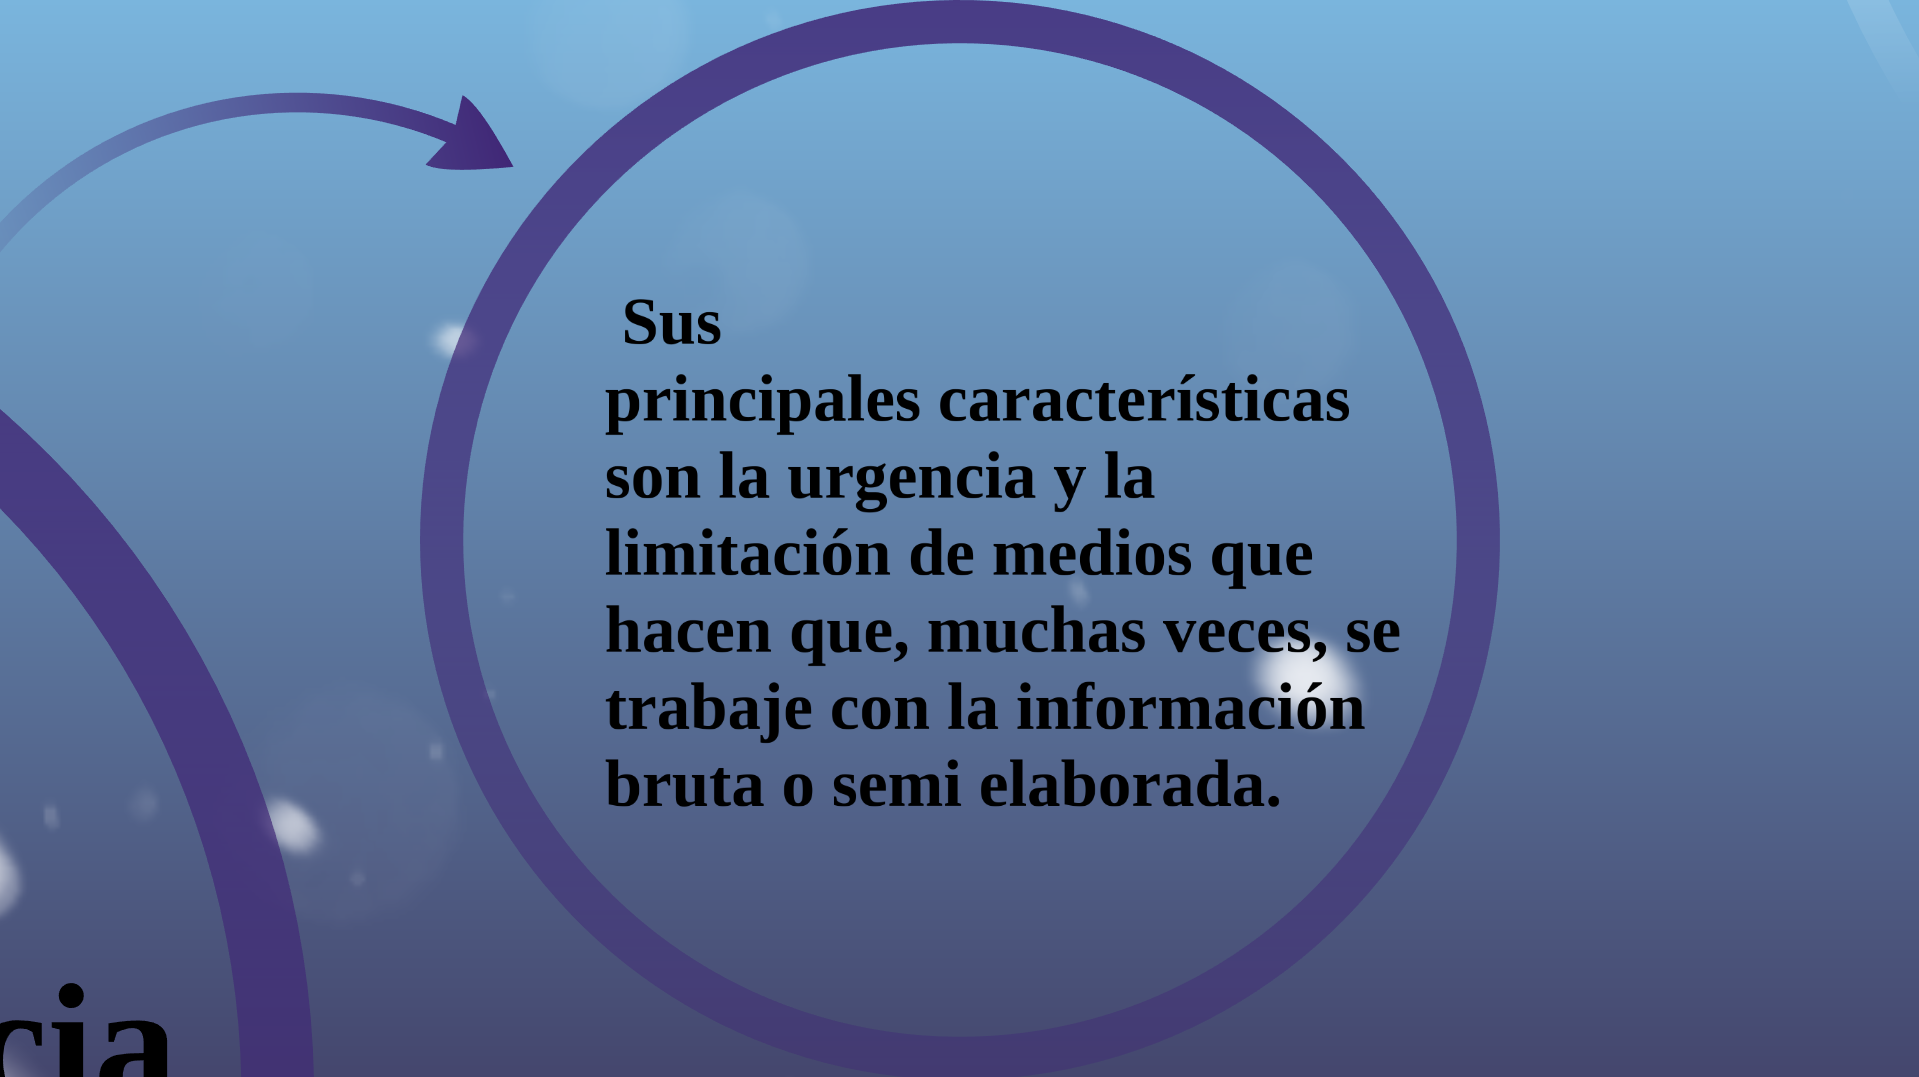 Sus
principales características
son la urgencia y la
limitación de medios que
hacen que, muchas veces, se
trabaje con la información
bruta o semi elaborada.
cia